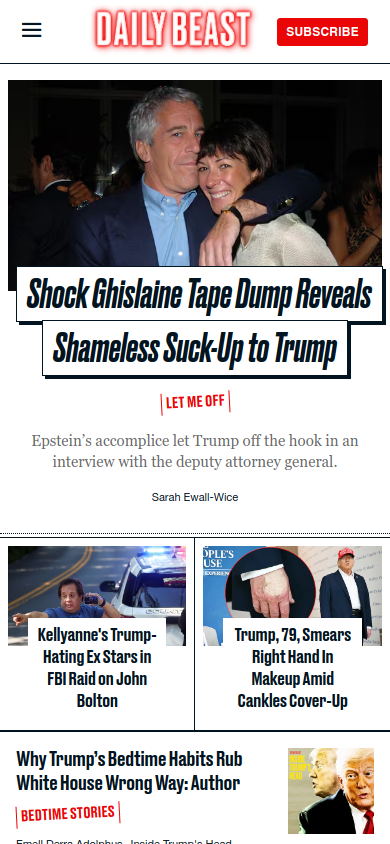 DAILY BEAST
SUBSCRIBE
Shock Ghislaine Tape Dump Reveals
Shameless Suck-Up to Trump
LET ME OFF
Epstein’s accomplice let Trump off the hook in an
interview with the deputy attorney general.
Sarah Ewall-Wice
OPLE'S
USE
Kellyanne's Trump-
Hating Ex Stars in
FBI Raid on John
Bolton
Trump, 79, Smears
Right Hand In
Makeup Amid
Cankles Cover-Up
Why Trump’s Bedtime Habits Rub
White House Wrong Way: Author
BEDTIME STORIES